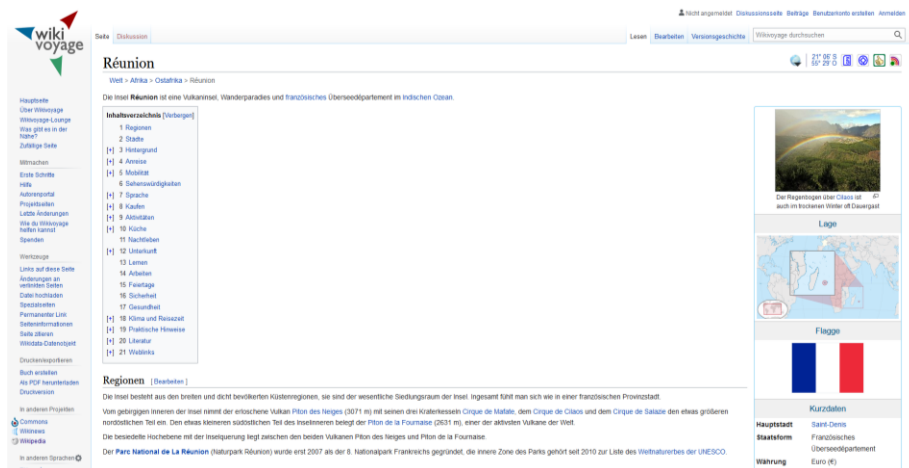 Nicht angemeldet Diskussionsseite Beiträge Benutzerkonto erstellen Anmelden
wiki
voyage
Seite Diskussion
Lesen Bearbeiten Versionsgeschichte
Wikivoyage durchsuchen
Réunion
21° 06′ S
55° 29′ O
Welt > Afrika > Ostafrika > Réunion
Die Insel Réunion ist eine Vulkaninsel, Wanderparadies und französisches Überseedépartement im Indischen Ozean.
Hauptseite
Über Wikivoyage
Wikivoyage-Lounge
Was gibt es in der
Nähe?
Zufällige Seite
Mitmachen
Erste Schritte
Hilfe
Autorenportal
Projektseiten
Letzte Änderungen
Wie du Wikivoyage
helfen kannst
Spenden
Werkzeuge
Links auf diese Seite
Änderungen an
verlinkten Seiten
Datei hochladen
Spezialseiten
Permanenter Link
Seiteninformationen
Seite zitieren
Wikidata-Datenobjekt
Drucken/exportieren
Buch erstellen
Als PDF herunterladen
Druckversion
In anderen Projekten
Commons
Wikinews
Wikipedia
In anderen Sprachen
Inhaltsverzeichnis [Verbergen]
1 Regionen
2 Städte
[+] 3 Hintergrund
[+] 4 Anreise
[+] 5 Mobilität
6 Sehenswürdigkeiten
[+] 7 Sprache
[+] 8 Kaufen
[+] 9 Aktivitäten
[+] 10 Küche
11 Nachtleben
[+] 12 Unterkunft
13 Lernen
14 Arbeiten
15 Feiertage
16 Sicherheit
17 Gesundheit
[+] 18 Klima und Reisezeit
[+] 19 Praktische Hinweise
[+] 20 Literatur
[+] 21 Weblinks
Regionen [Bearbeiten]
Die Insel besteht aus den breiten und dicht bevölkerten Küstenregionen, sie sind der wesentliche Siedlungsraum der Insel. Ingesamt fühlt man sich wie in einer französischen Provinzstadt.
Vom gebirgigen Inneren der Insel nimmt der erloschene Vulkan Piton des Neiges (3071 m) mit seinen drei Kraterkesseln Cirque de Mafate, dem Cirque de Cilaos und dem Cirque de Salazie den etwas größeren
nordöstlichen Teil ein. Den etwas kleineren südöstlichen Teil des Inselinneren belegt der Piton de la Fournaise (2631 m), einer der aktivsten Vulkane der Welt.
Die besiedelte Hochebene mit der Inselquerung liegt zwischen den beiden Vulkanen Piton des Neiges und Piton de la Fournaise.
Der Parc National de La Réunion (Naturpark Réunion) wurde erst 2007 als der 8. Nationalpark Frankreichs gegründet, die innere Zone des Parks gehört seit 2010 zur Liste des Weltnaturerbes der UNESCO.
Der Regenbogen über Cilaos ist
auch im trockenen Winter oft Dauergast
Lage
Flagge
Kurzdaten
Hauptstadt Saint-Denis
Staatsform Französisches
Überseedépartement
Währung Euro (€)